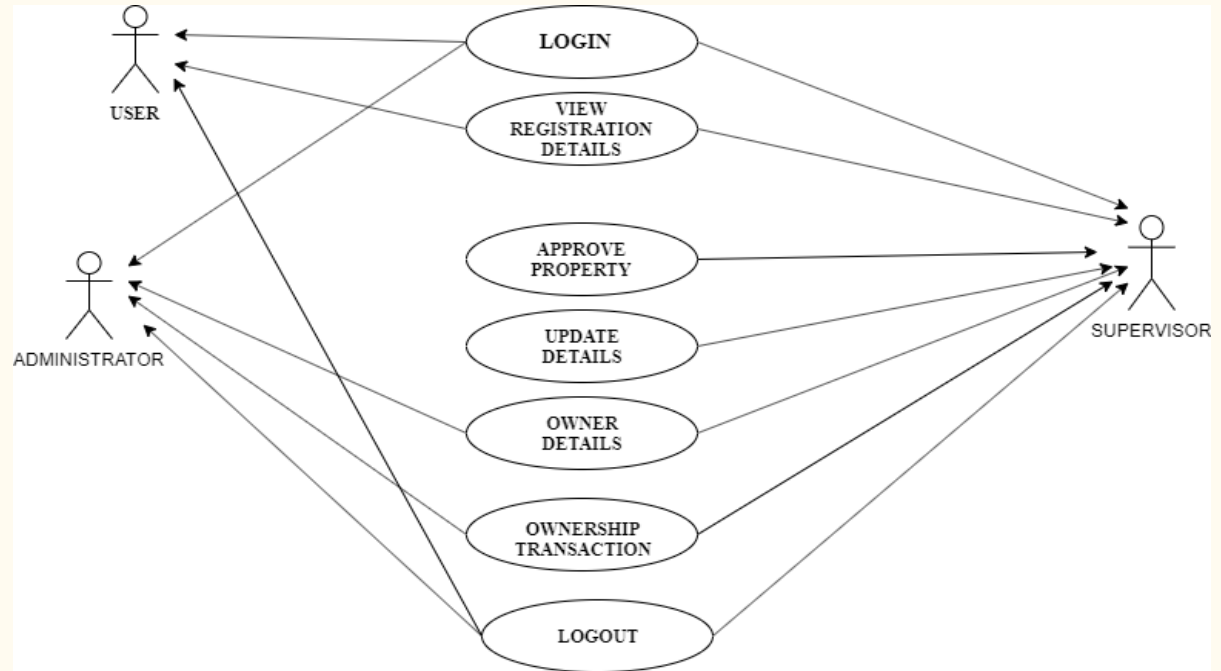 LOGIN
VIEW
REGISTRATION
DETAILS
USER
APPROVE
PROPERTY
SUPERVISOR
UPDATE
DETAILS
ADMINISTRATOR
OWNER
DETAILS
OWNERSHIP
TRANSACTION
LOGOUT